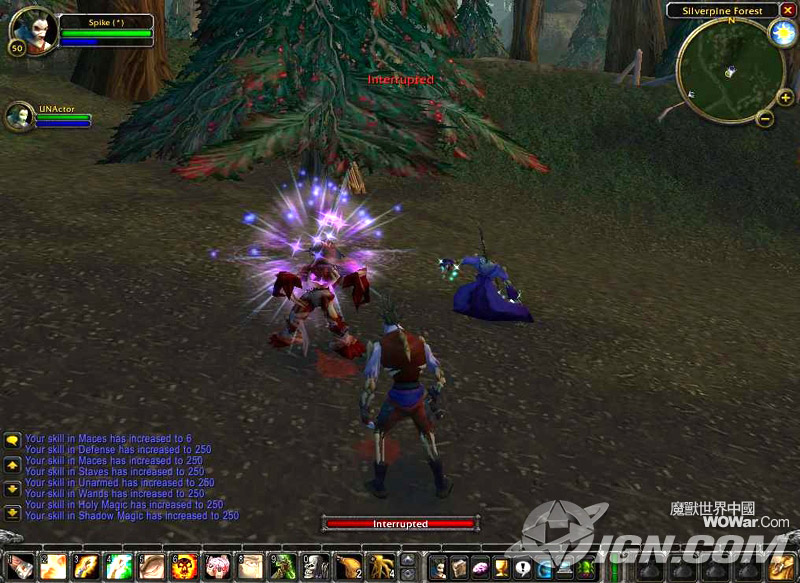 Spike (*)
50
UNActor
Interrupted
Silverpine Forest
N
Your skill in Maces has increased to 6
Your skill in Defense has increased to 250
Your skill in Maces has increased to 250
Your skill in Staves has increased to 250
Your skill in Unarmed has increased to 250
Your skill in Wands has increased to 250
Your skill in Holy Magic has increased to 250
Your skill in Shadow Magic has increased to 250
Interrupted
魔獸世界中國
WOWar.Com
IGN.COM
2
4